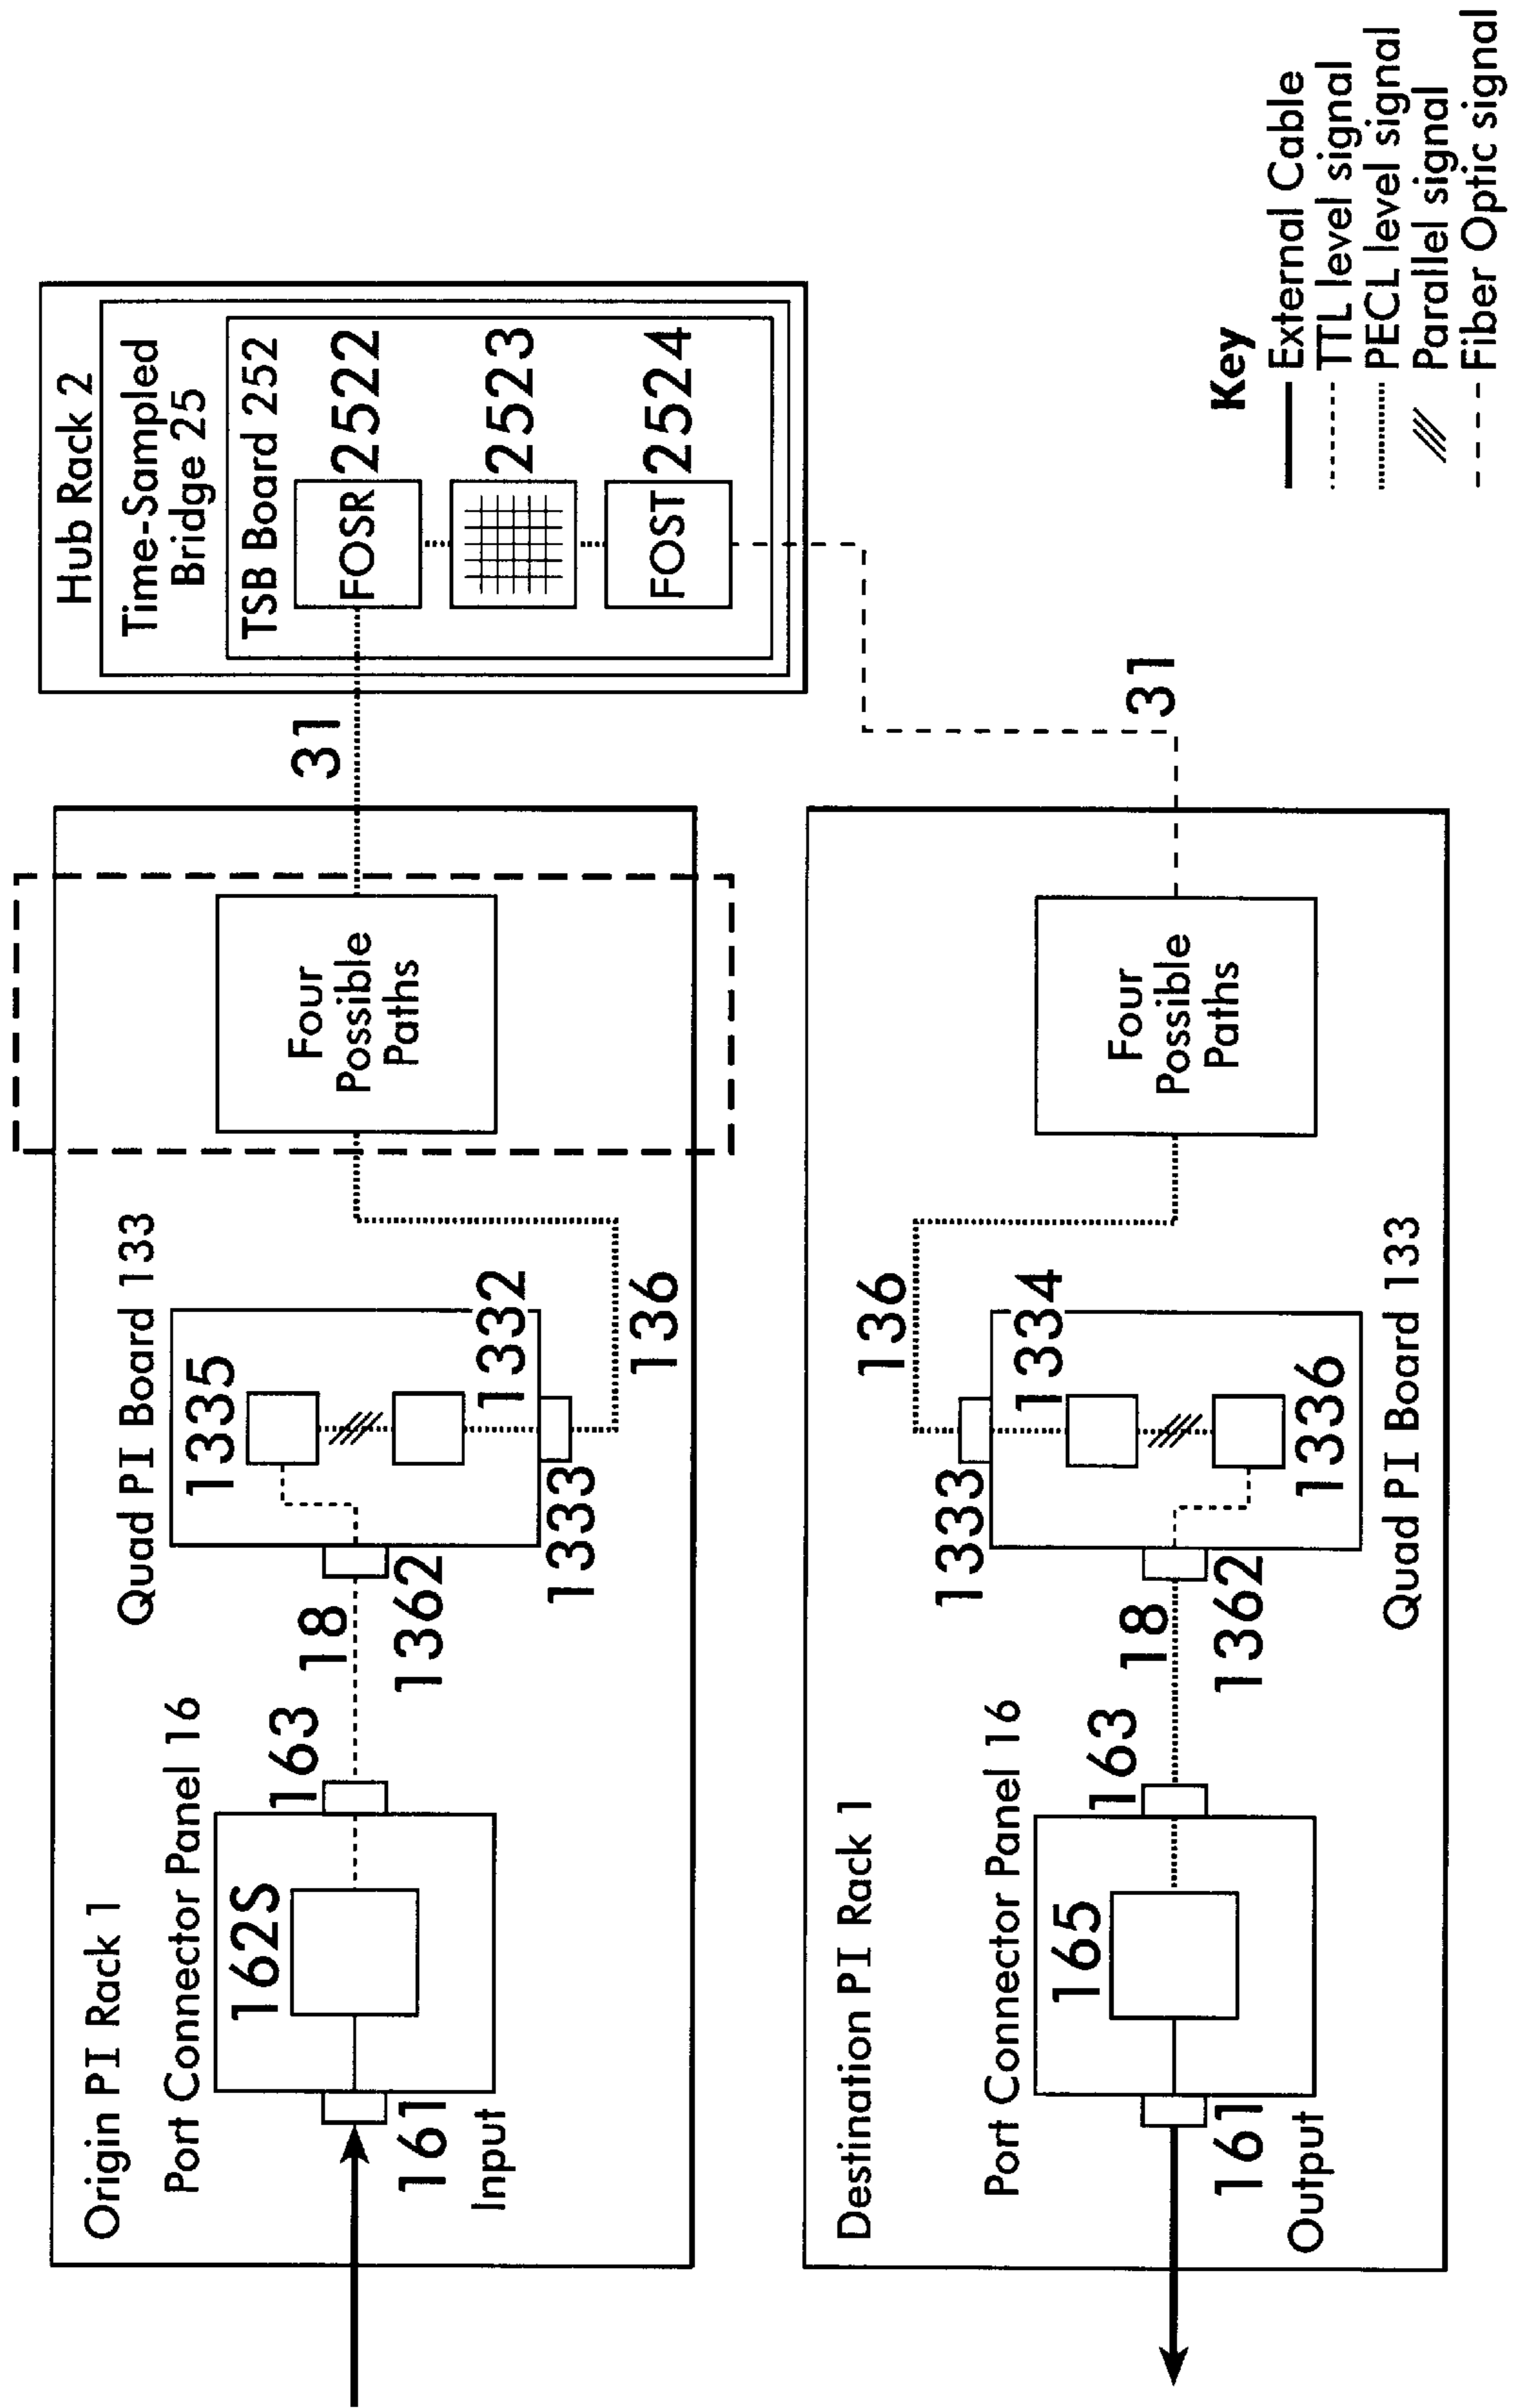 Origin PI Rack 1
Port Connector Panel 16
162S
163
161
Input
18
Quad PI Board 133
1335
1362
1332
1333
136
Four
Possible
Paths
31
Hub Rack 2
Time-Sampled
Bridge 25
TSB Board 252
FOSR
2522
2523
FOST
2524
Destination PI Rack 1
Port Connector Panel 16
165
163
161
Output
18
1333
136
1334
1362
1336
Quad PI Board 133
Four
Possible
Paths
31
Key
External Cable
TTL level signal
PECL level signal
Parallel signal
Fiber Optic signal